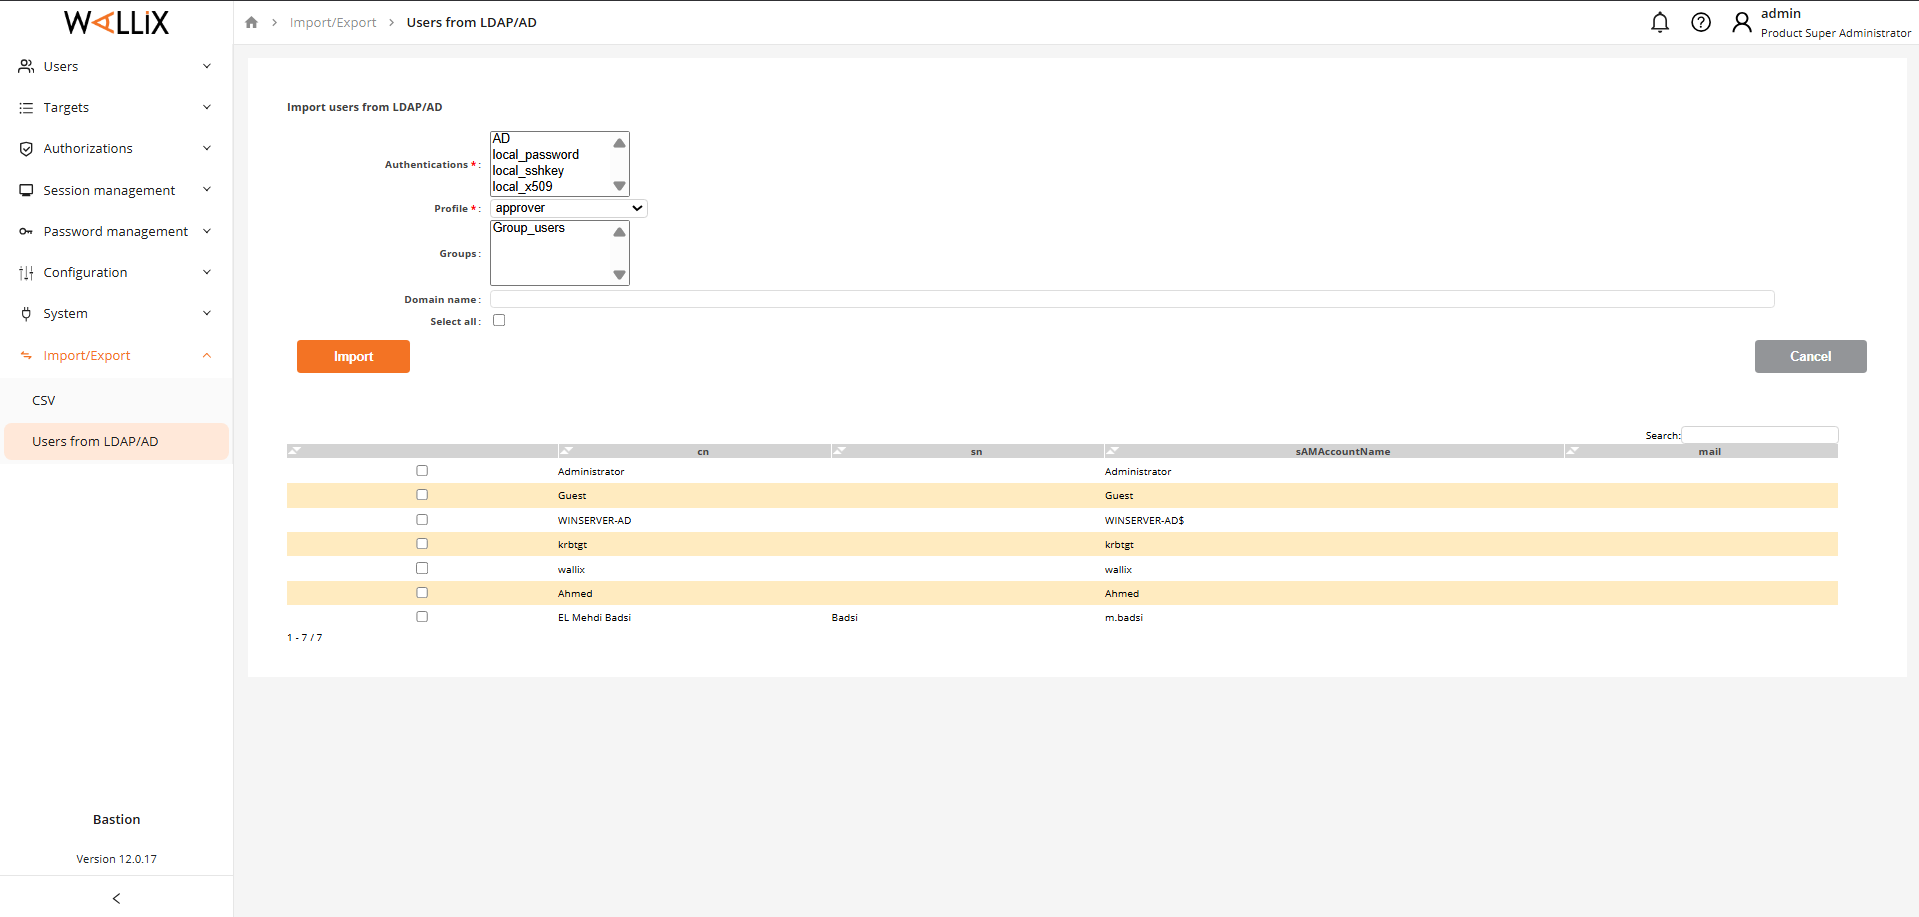 WALLIX
Import/Export
Users from LDAP/AD
admin
Product Super Administrator
Users
Targets
Authorizations
Session management
Password management
Configuration
System
Import/Export
CSV
Users from LDAP/AD
Bastion
Version 12.0.17
Import users from LDAP/AD
Authentications * :
AD
local_password
local_sshkey
local_x509
Profile * :
approver
Groups :
Group_users
Domain name :
Select all :
Import
Cancel
Search:
cn sn sAMAccountName mail
Administrator Administrator
Guest Guest
WINSERVER-AD WINSERVER-AD$
krbtgt krbtgt
wallix wallix
Ahmed Ahmed
EL Mehdi Badsi Badsi m.badsi
1 - 7 / 7